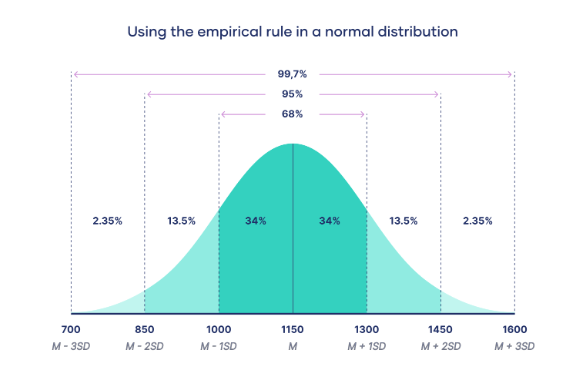 Using the empirical rule in a normal distribution
99,7%
95%
68%
2.35% 13.5% 34% 34% 13.5% 2.35%
700 850 1000 1150 1300 1450 1600
M - 3SD M - 2SD M - 1SD M M + 1SD M + 2SD M + 3SD